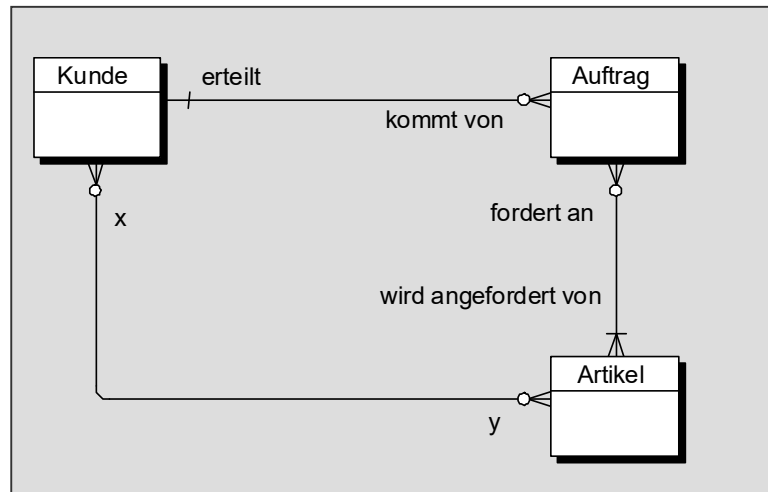 Kunde
erteilt
Auftrag
kommt von
x
fordert an
wird angefordert von
Artikel
y